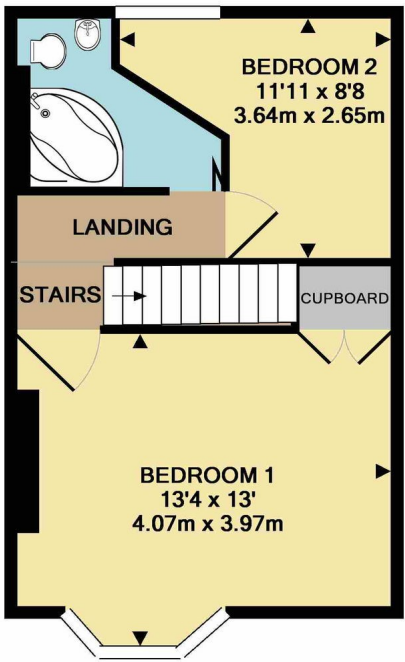 BEDROOM 2
11'11 x 8'8
3.64m x 2.65m
LANDING
STAIRS
CUPBOARD
BEDROOM 1
13'4 x 13'
4.07m x 3.97m